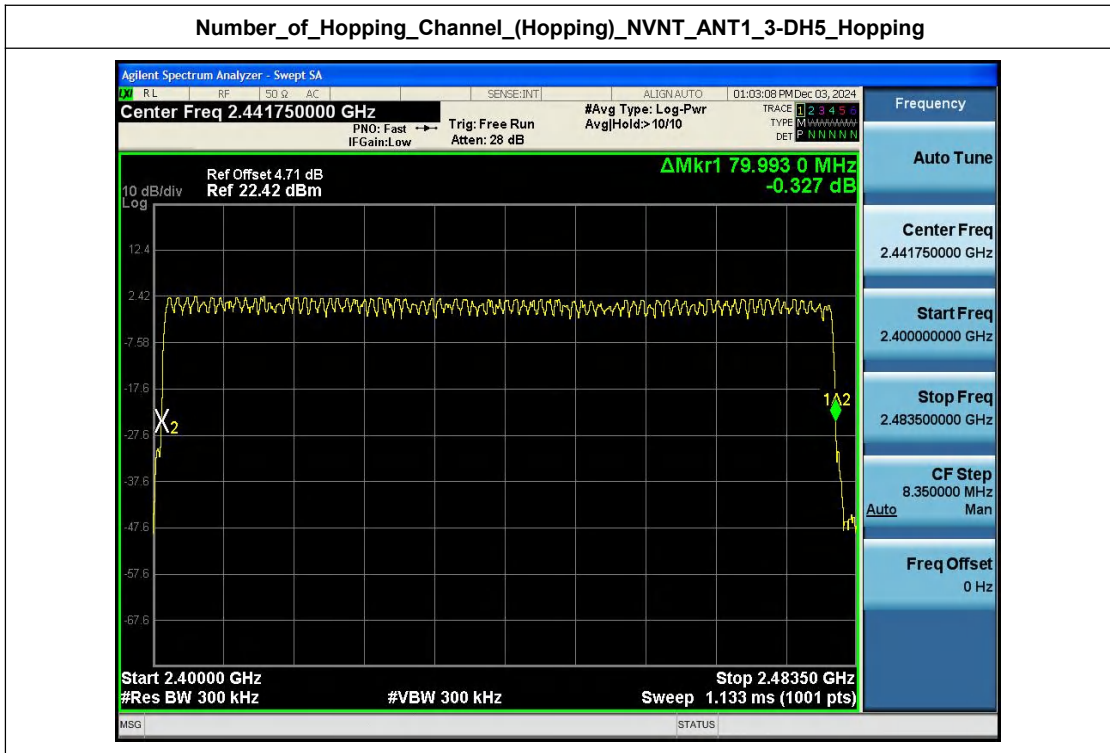 Number_of_Hopping_Channel_(Hopping)_NVNT_ANT1_3-DH5_Hopping
Agilent Spectrum Analyzer - Swept SA
LXI RL RF 50 Ω AC SENSE:INT ALIGN AUTO 01:03:08 PM Dec 03, 2024
Center Freq 2.441750000 GHz
PNO: Fast
IFGain:Low
Trig: Free Run
Atten: 28 dB
#Avg Type: Log-Pwr
Avg|Hold:>10/10
TRACE 1 2 3 4 5 6
TYPE M
DET P N N N N N
ΔMkr1 79.993 0 MHz
-0.327 dB
Ref Offset 4.71 dB
10 dB/div Ref 22.42 dBm
Log
12.4
2.42
-7.58
-17.6
1Δ2
X2
-27.6
-37.6
-47.6
-57.6
-67.6
Start 2.40000 GHz Stop 2.48350 GHz
#Res BW 300 kHz #VBW 300 kHz Sweep 1.133 ms (1001 pts)
MSG STATUS
Frequency
Auto Tune
Center Freq
2.441750000 GHz
Start Freq
2.400000000 GHz
Stop Freq
2.483500000 GHz
CF Step
8.350000 MHz
Auto Man
Freq Offset
0 Hz